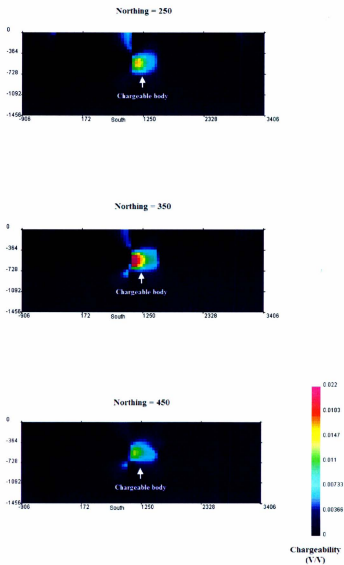 Northing = 250
0
-364
-728
-1092
-1456
-906 172 South 1250 2328 3406
Chargeable body
Northing = 350
0
-364
-728
-1092
-1456
-906 172 South 1250 2328 3406
Chargeable body
Northing = 450
0
-364
-728
-1092
-1456
-906 172 South 1250 2328 3406
Chargeable body
0.022
0.0183
0.0147
0.011
0.00733
0.00366
0
Chargeability
(V/V)